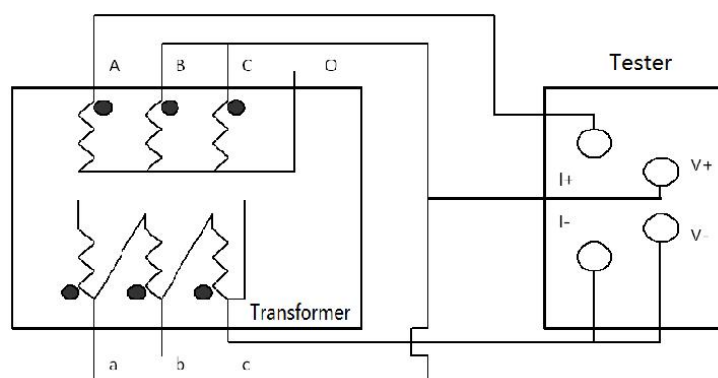 A B C O
Tester
I+ V+
I- V-
Transformer
a b c